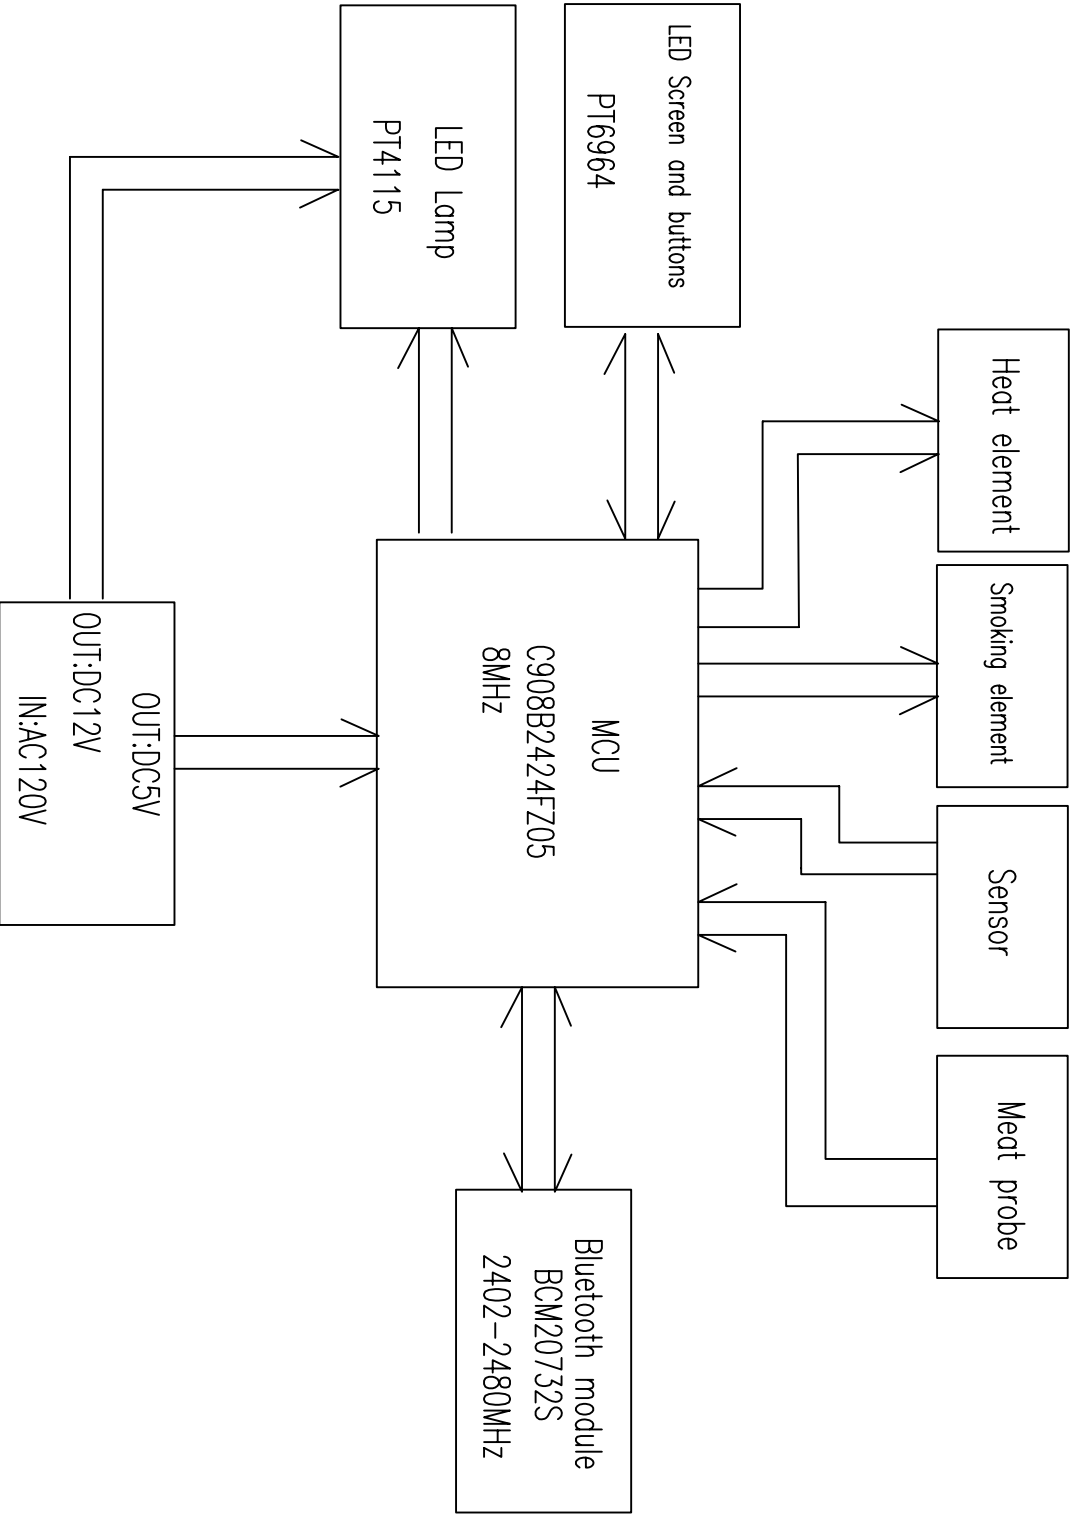 Heat element
Smoking element
Sensor
Meat probe
LED Screen and buttons
PT6964
MCU
C908B2424FZ05
8MHz
Bluetooth module
BCM20732S
2402-2480MHz
LED Lamp
PT4115
OUT:DC5V
OUT:DC12V
IN:AC120V